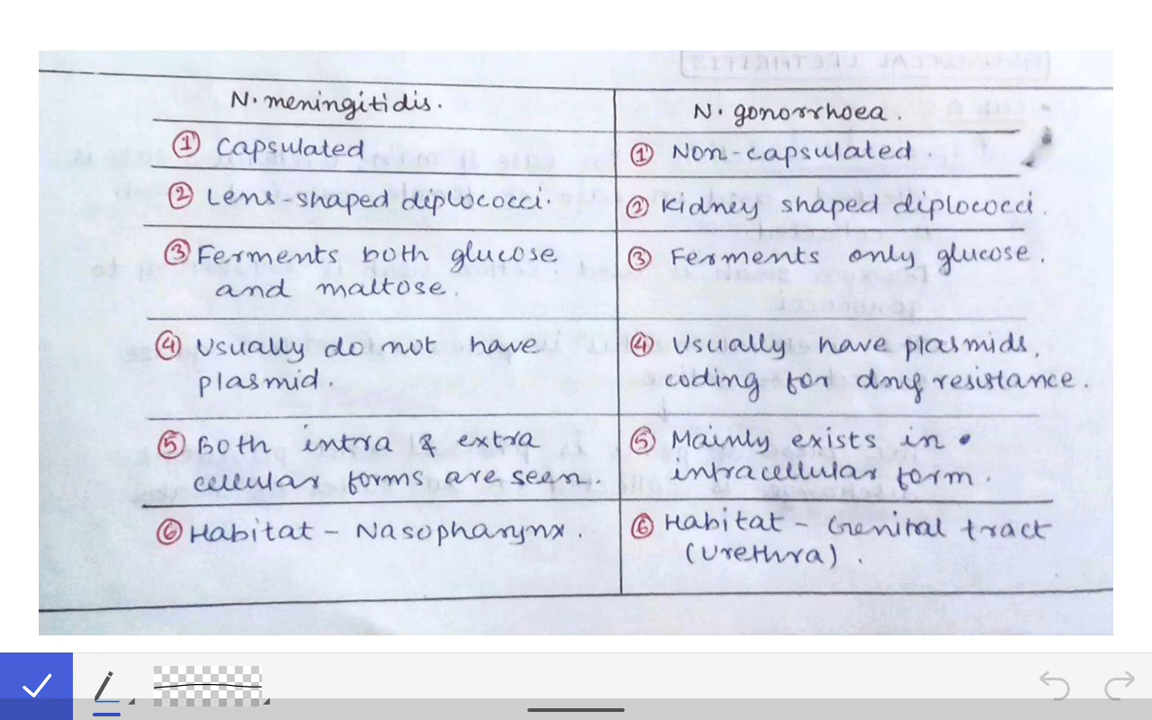 N. meningitidis.
N. gonorrhoea.
① Capsulated
① Non-capsulated.
② Lens-shaped diplococci.
② Kidney shaped diplococci.
③ Ferments both glucose
and maltose.
③ Ferments only glucose.
④ Usually do not have
plasmid.
④ Usually have plasmids,
coding for drug resistance.
⑤ Both intra & extra
cellular forms are seen.
⑤ Mainly exists in
intracellular form.
⑥ Habitat - Nasopharynx.
⑥ Habitat - Genital tract
(Urethra).